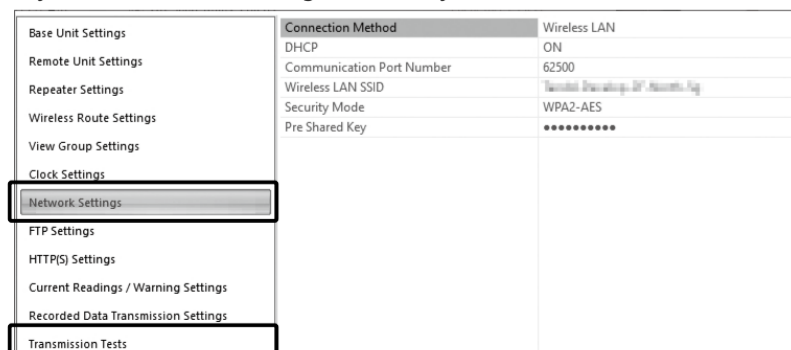 Base Unit Settings
Remote Unit Settings
Repeater Settings
Wireless Route Settings
View Group Settings
Clock Settings
Network Settings
FTP Settings
HTTP(S) Settings
Current Readings / Warning Settings
Recorded Data Transmission Settings
Transmission Tests
Connection Method Wireless LAN
DHCP ON
Communication Port Number 62500
Wireless LAN SSID
Security Mode WPA2-AES
Pre Shared Key ●●●●●●●●●●